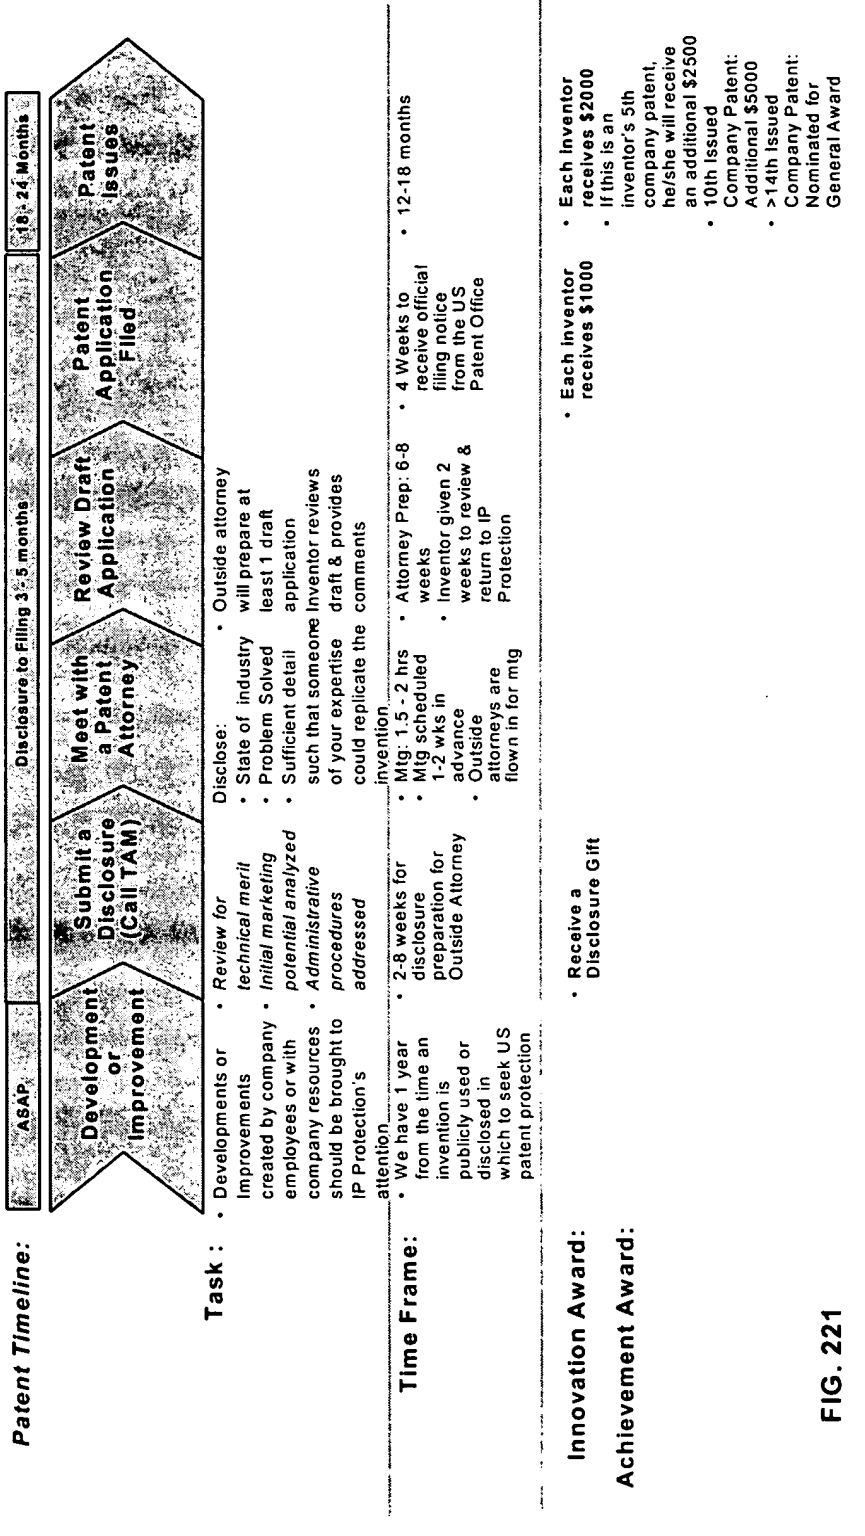 Patent Timeline:
ASAP
Disclosure to Filing 3 - 5 months
18 - 24 Months
Development
or
Improvement
Submit a
Disclosure
(Call TAM)
Meet with
a Patent
Attorney
Review Draft
Application
Patent
Application
Filed
Patent
Issues
Task :
• Developments or
Improvements
created by company
employees or with
company resources
should be brought to
IP Protection's
attention
• Review for
technical merit
• Initial marketing
potential analyzed
• Administrative
procedures
addressed
Disclose:
• State of industry
• Problem Solved
• Sufficient detail
such that someone
of your expertise
could replicate the
invention
• Outside attorney
will prepare at
least 1 draft
application
Inventor reviews
draft & provides
comments
Time Frame:
• We have 1 year
from the time an
invention is
publicly used or
disclosed in
which to seek US
patent protection
• 2-8 weeks for
disclosure
preparation for
Outside Attorney
• Mtg: 1.5 - 2 hrs
• Mtg scheduled
1-2 wks in
advance
• Outside
attorneys are
flown in for mtg
• Attorney Prep: 6-8
weeks
• Inventor given 2
weeks to review &
return to IP
Protection
• 4 Weeks to
receive official
filing notice
from the US
Patent Office
• 12-18 months
Innovation Award:
Achievement Award:
• Receive a
Disclosure Gift
• Each inventor
receives $1000
• Each Inventor
receives $2000
• If this is an
inventor's 5th
company patent,
he/she will receive
an additional $2500
• 10th Issued
Company Patent:
Additional $5000
• >14th Issued
Company Patent:
Nominated for
General Award
FIG. 221